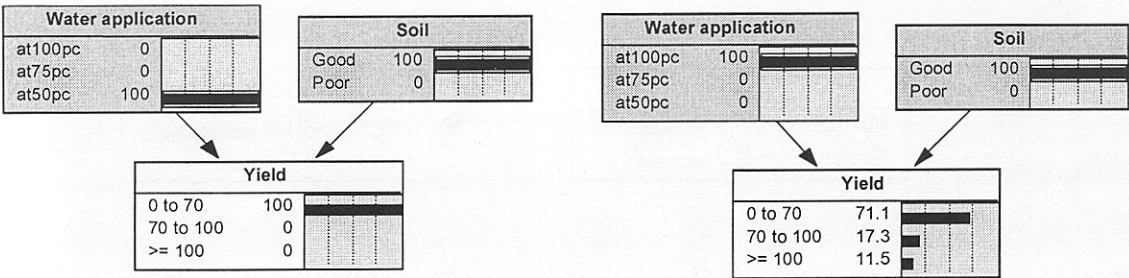 Water application
at100pc 0
at75pc 0
at50pc 100
Soil
Good 100
Poor 0
Yield
0 to 70 100
70 to 100 0
>= 100 0
Water application
at100pc 100
at75pc 0
at50pc 0
Soil
Good 100
Poor 0
Yield
0 to 70 71.1
70 to 100 17.3
>= 100 11.5